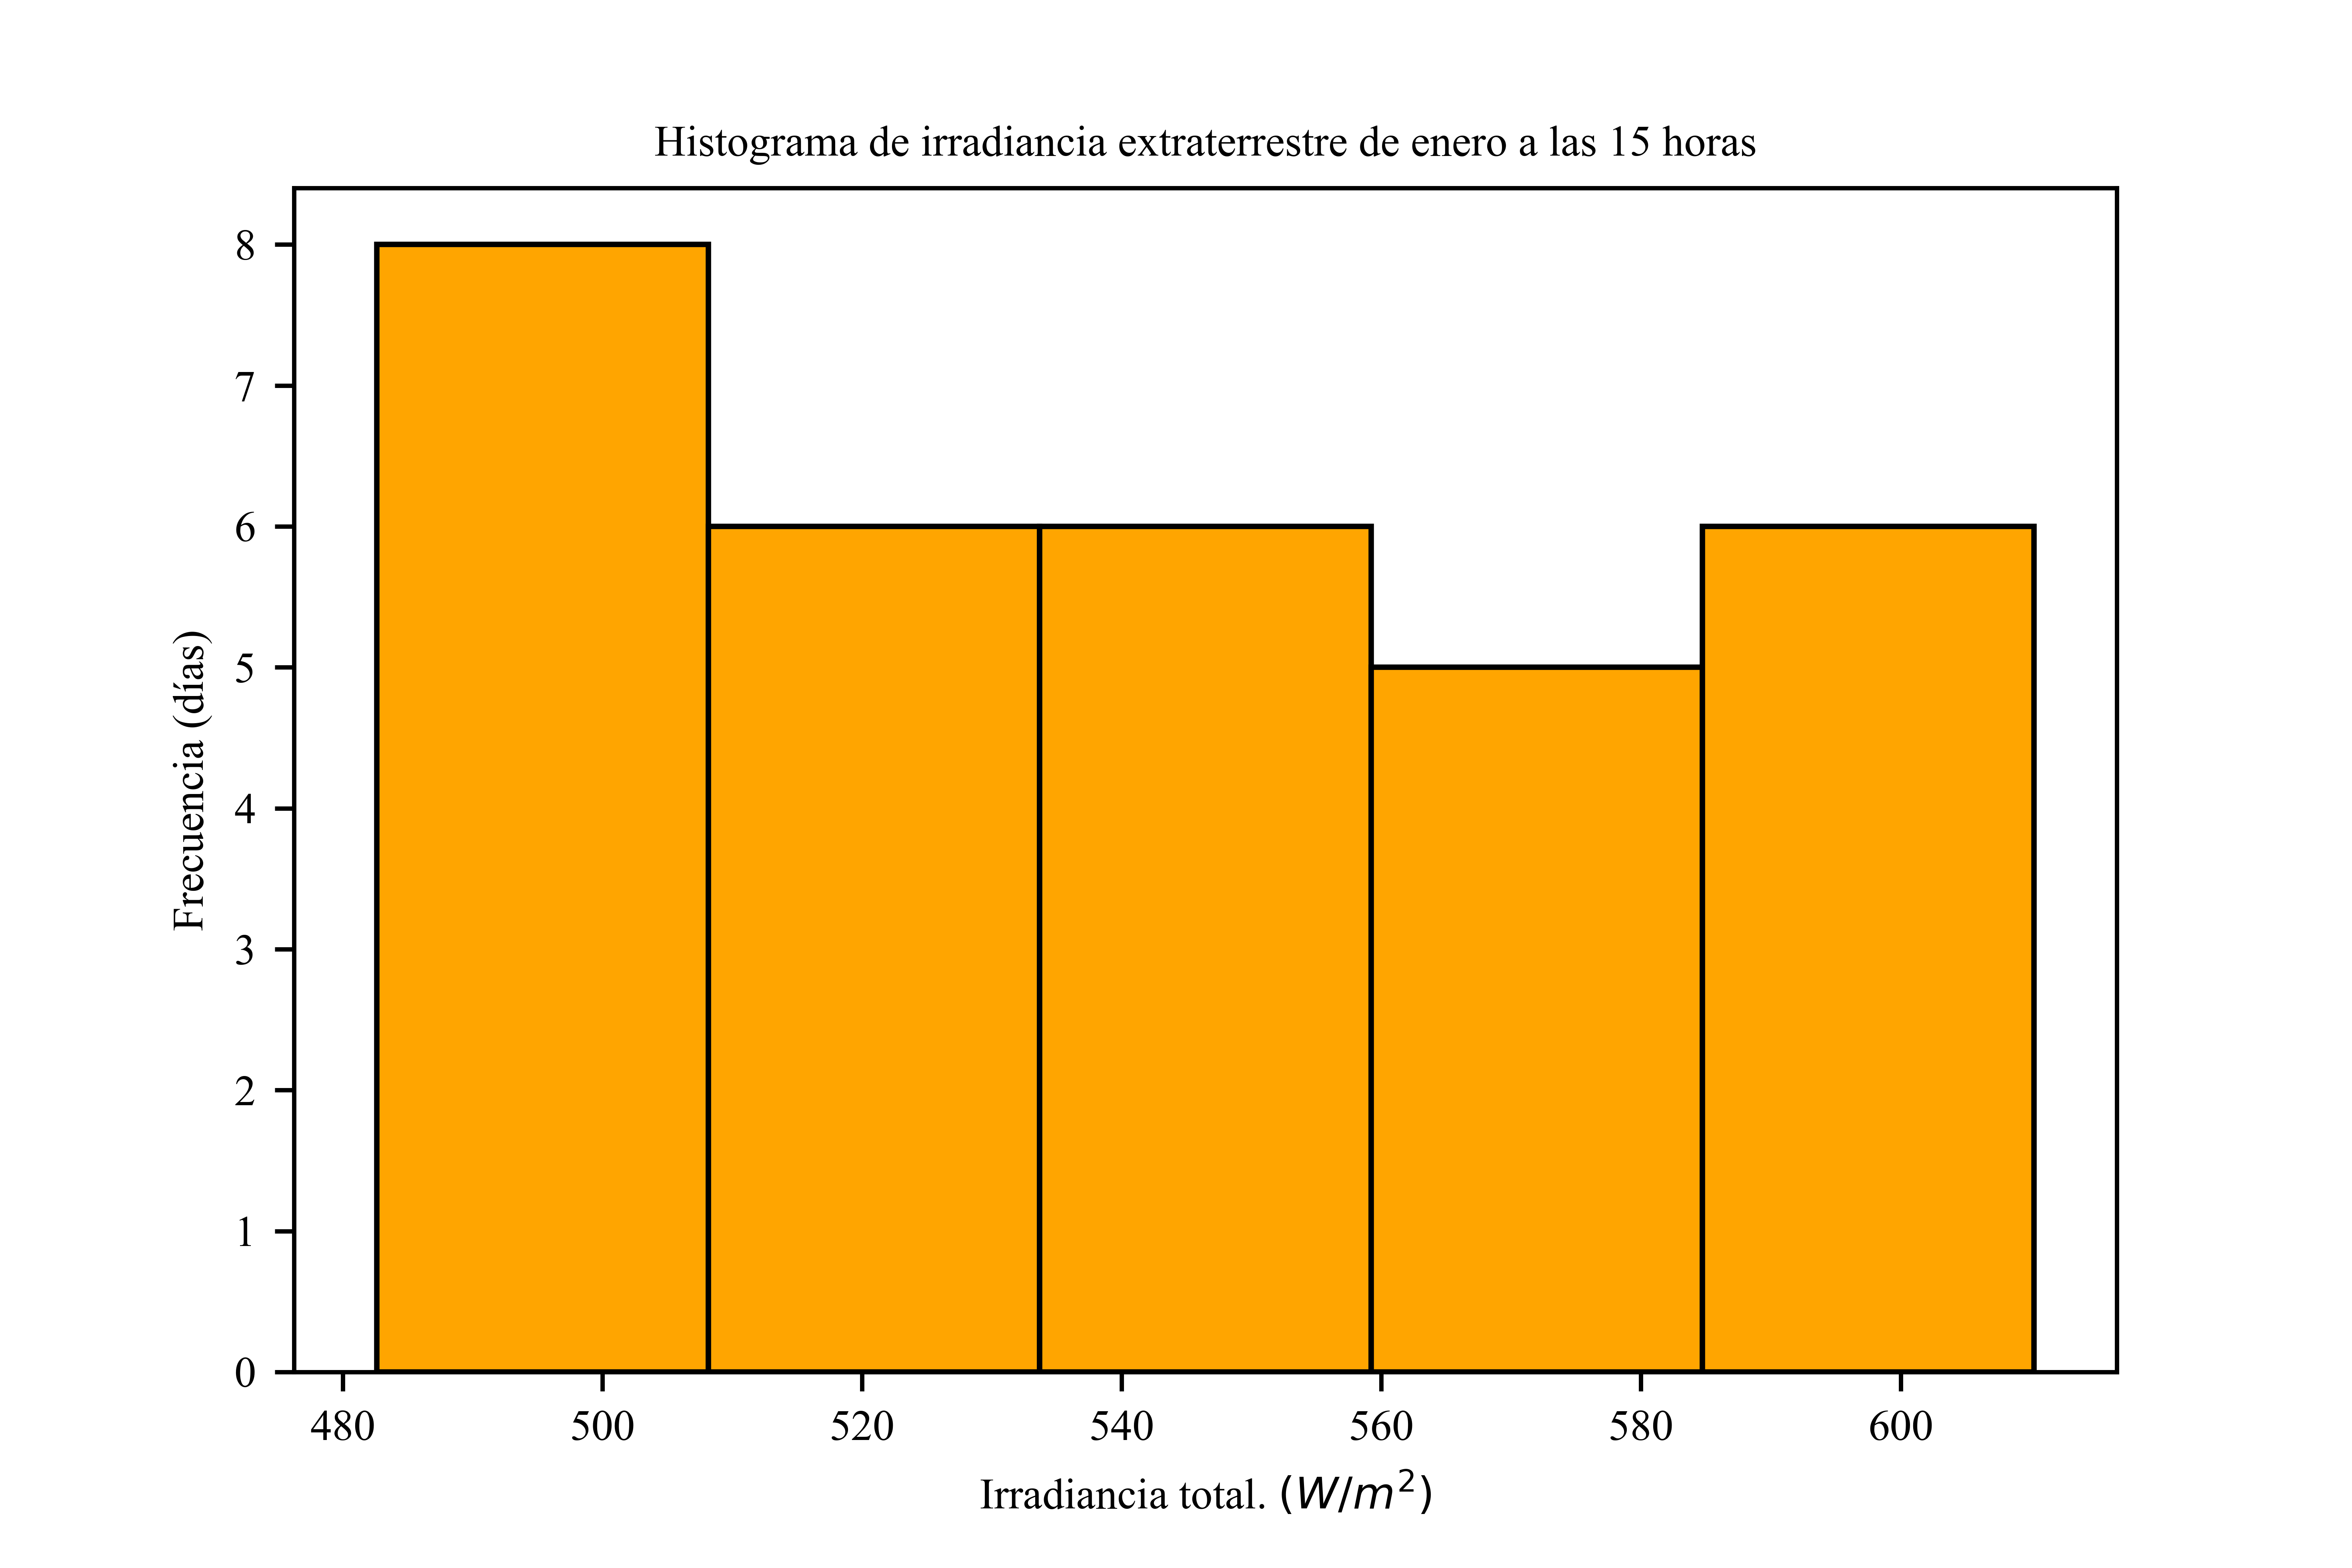 Histograma de irradiancia extraterrestre de enero a las 15 horas
Frecuencia (días)
8
7
6
5
4
3
2
1
0
480 500 520 540 560 580 600
Irradiancia total. (W/m²)